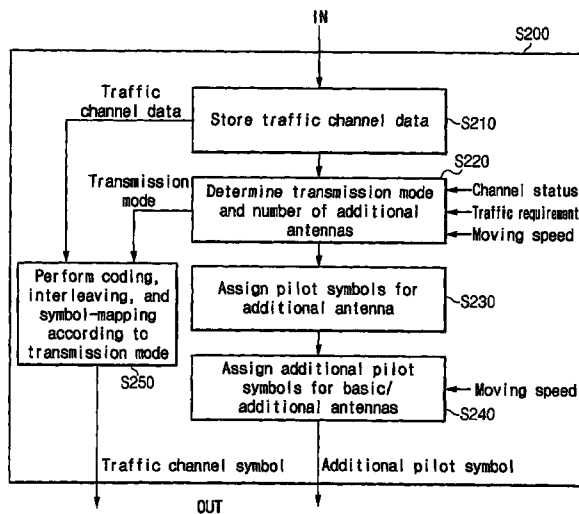 IN
S200
Traffic
channel
data
Store traffic channel data
S210
S220
Transmission
mode
Determine transmission mode
and number of additional
antennas
Channel status
Traffic requirement
Moving speed
Perform coding,
interleaving, and
symbol-mapping
according to
transmission mode
S250
Assign pilot symbols for
additional antenna
S230
Assign additional pilot
symbols for basic/
additional antennas
Moving speed
S240
Traffic channel symbol
Additional pilot symbol
OUT